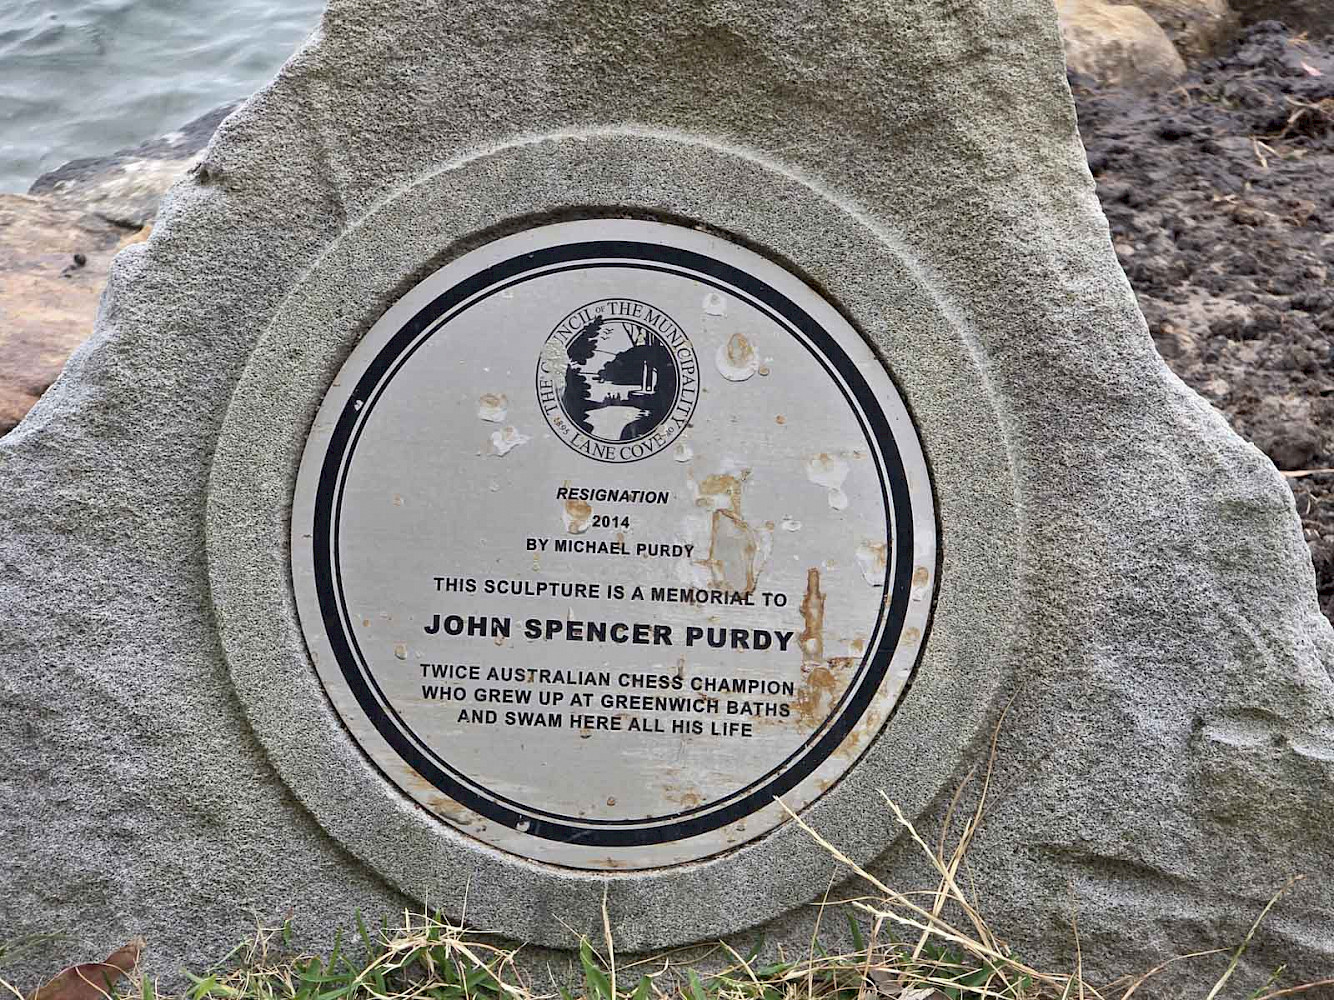 THE COUNCIL OF THE MUNICIPALITY
1895 LANE COVE
RESIGNATION
2014
BY MICHAEL PURDY
THIS SCULPTURE IS A MEMORIAL TO
JOHN SPENCER PURDY
TWICE AUSTRALIAN CHESS CHAMPION
WHO GREW UP AT GREENWICH BATHS
AND SWAM HERE ALL HIS LIFE